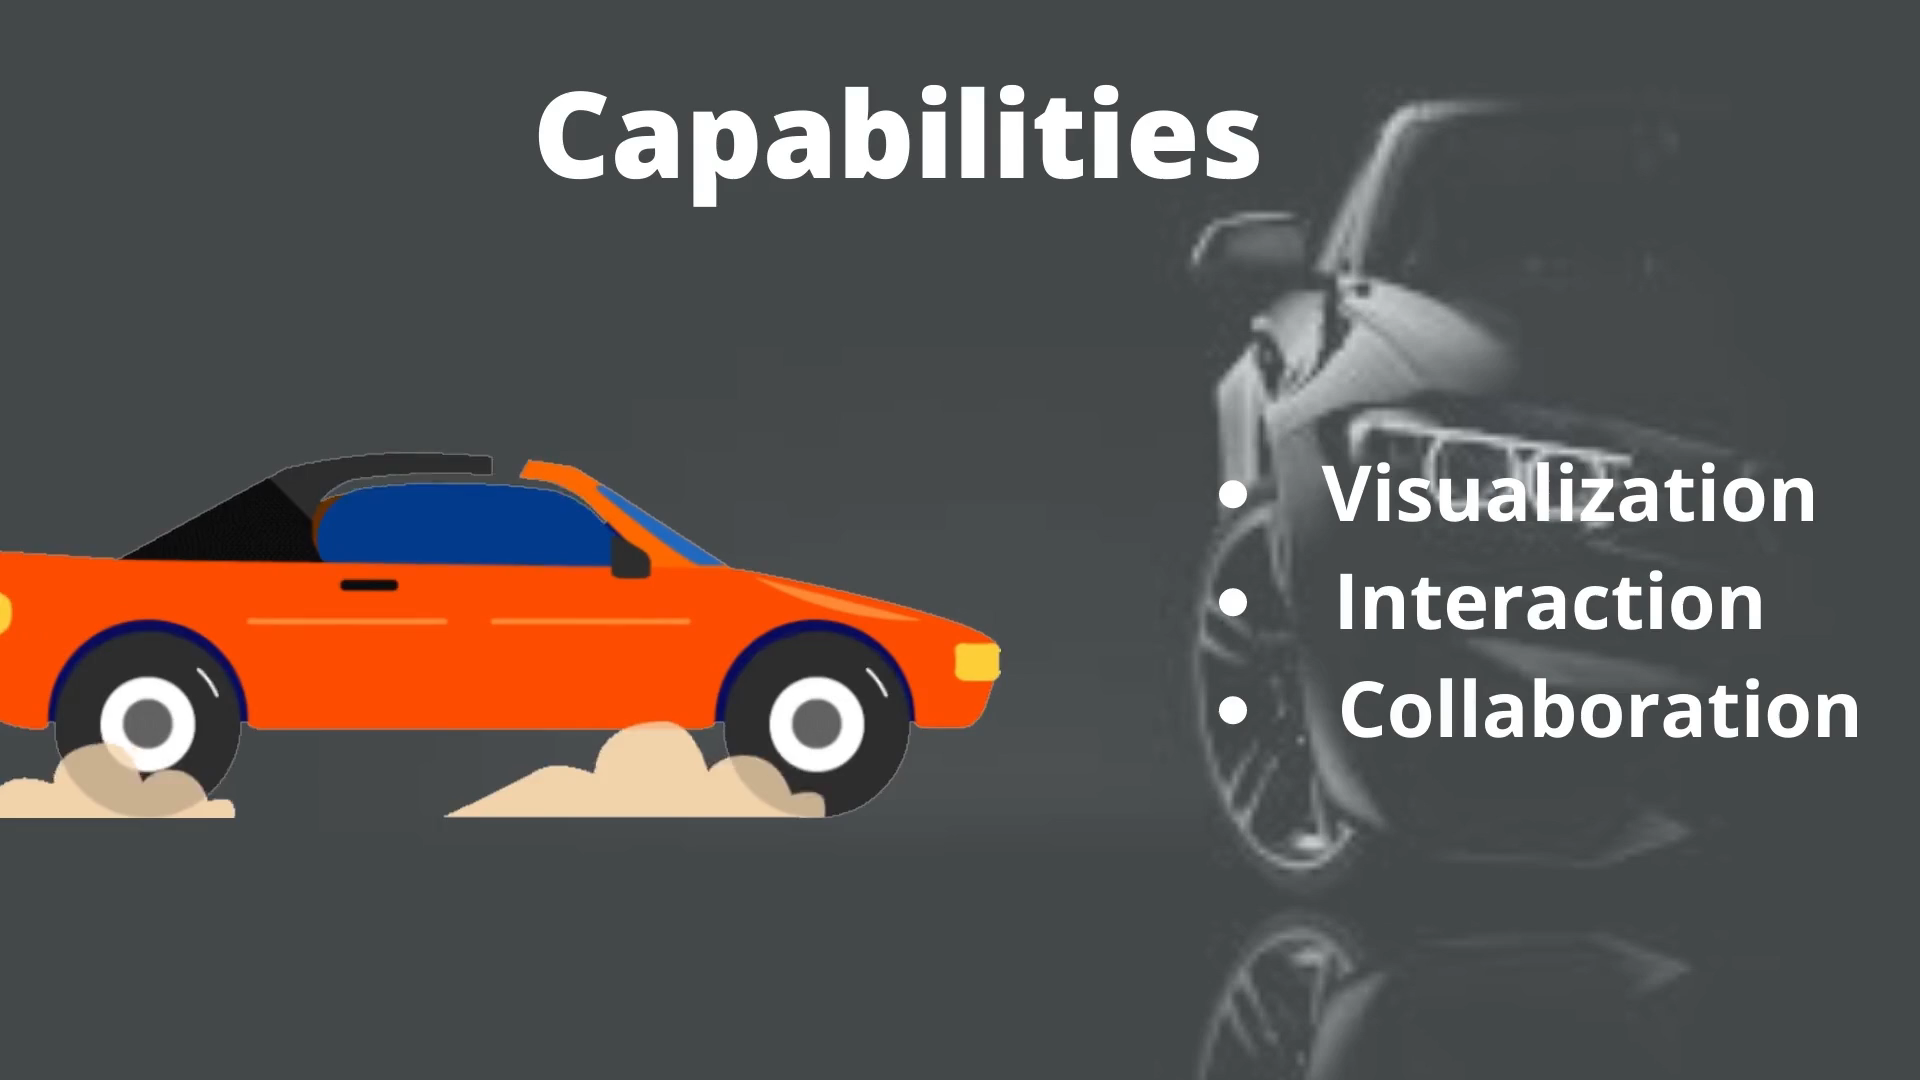 Capabilities
• Visualization
• Interaction
• Collaboration